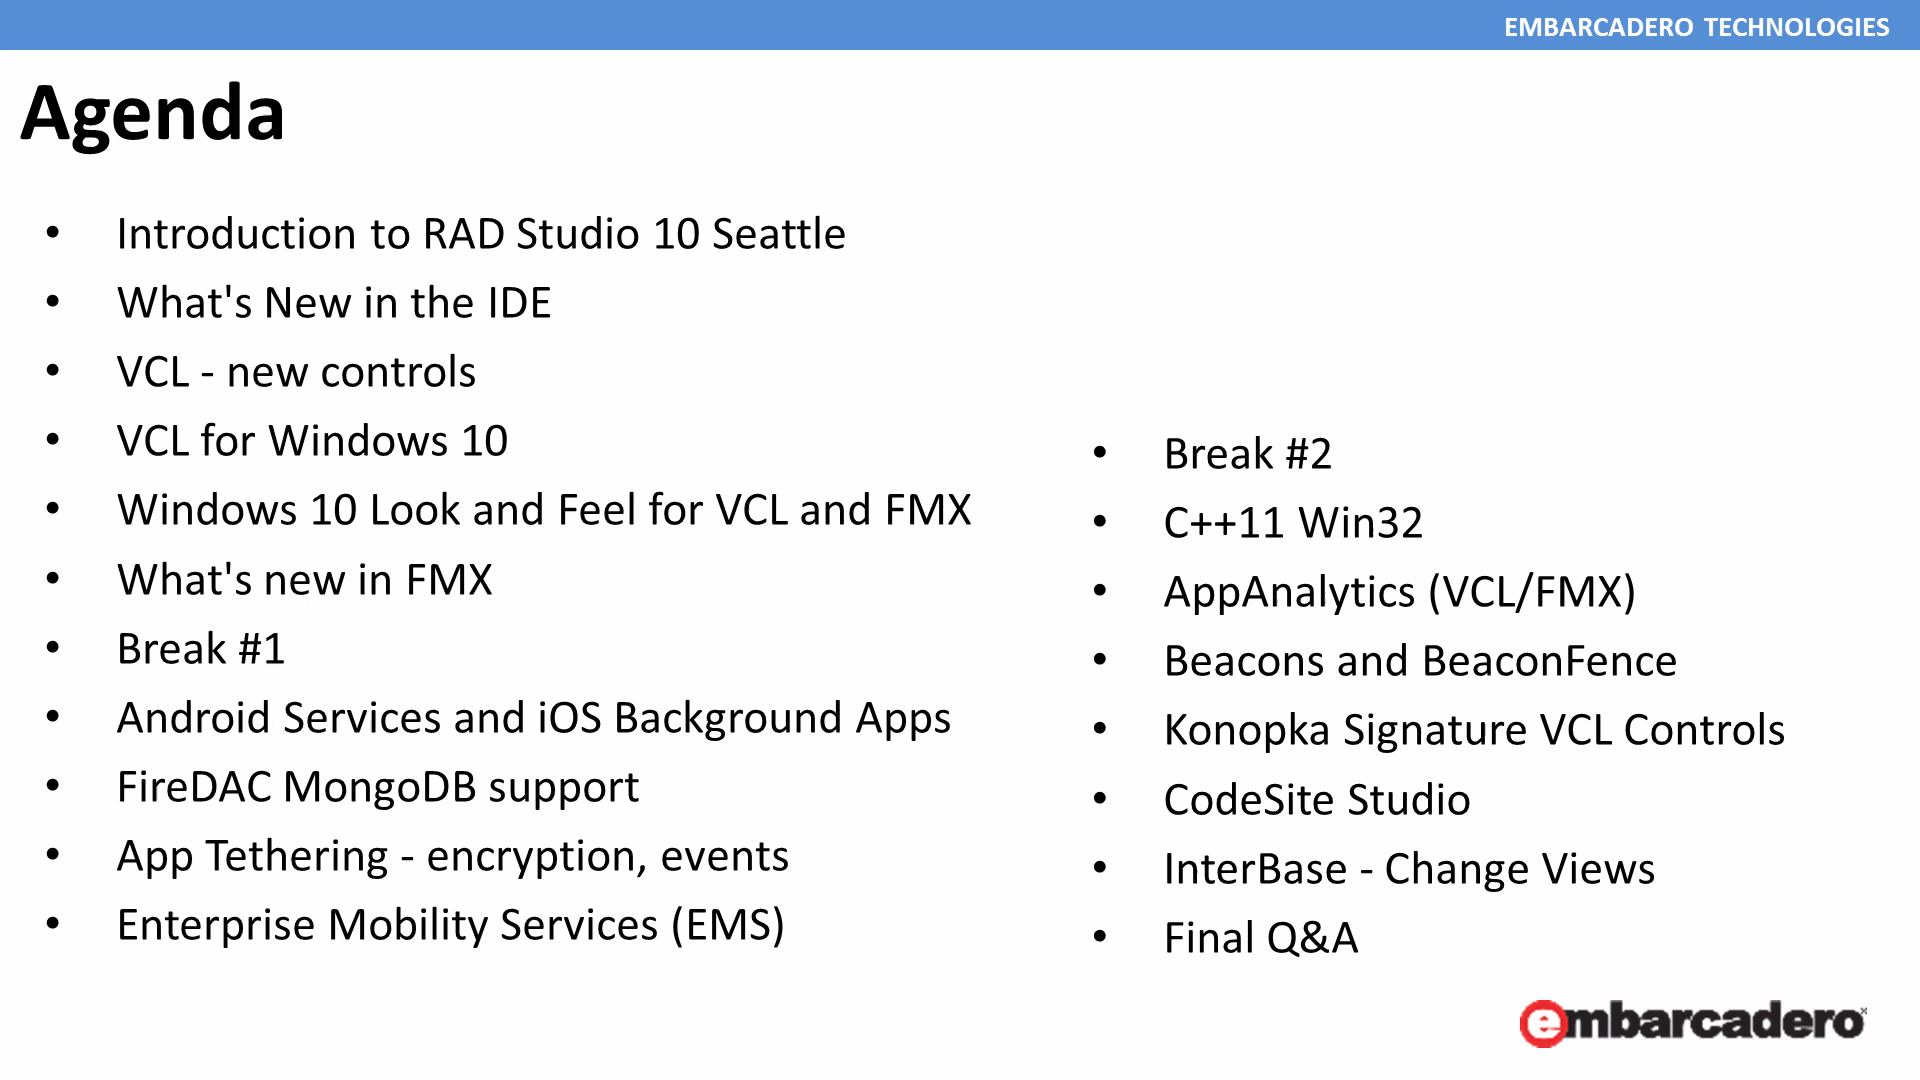 EMBARCADERO TECHNOLOGIES
Agenda
• Introduction to RAD Studio 10 Seattle
• What's New in the IDE
• VCL - new controls
• VCL for Windows 10
• Windows 10 Look and Feel for VCL and FMX
• What's new in FMX
• Break #1
• Android Services and iOS Background Apps
• FireDAC MongoDB support
• App Tethering - encryption, events
• Enterprise Mobility Services (EMS)
• Break #2
• C++11 Win32
• AppAnalytics (VCL/FMX)
• Beacons and BeaconFence
• Konopka Signature VCL Controls
• CodeSite Studio
• InterBase - Change Views
• Final Q&A
embarcadero